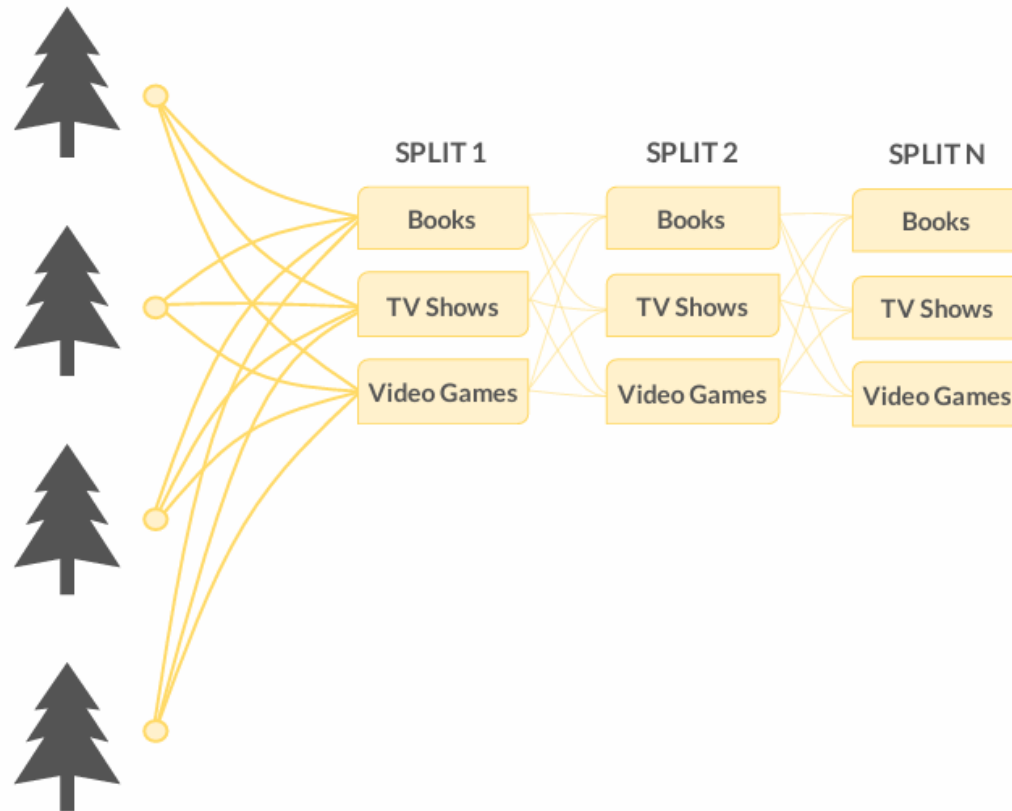 SPLIT 1
SPLIT 2
SPLIT N
Books
Books
Books
TV Shows
TV Shows
TV Shows
Video Games
Video Games
Video Games